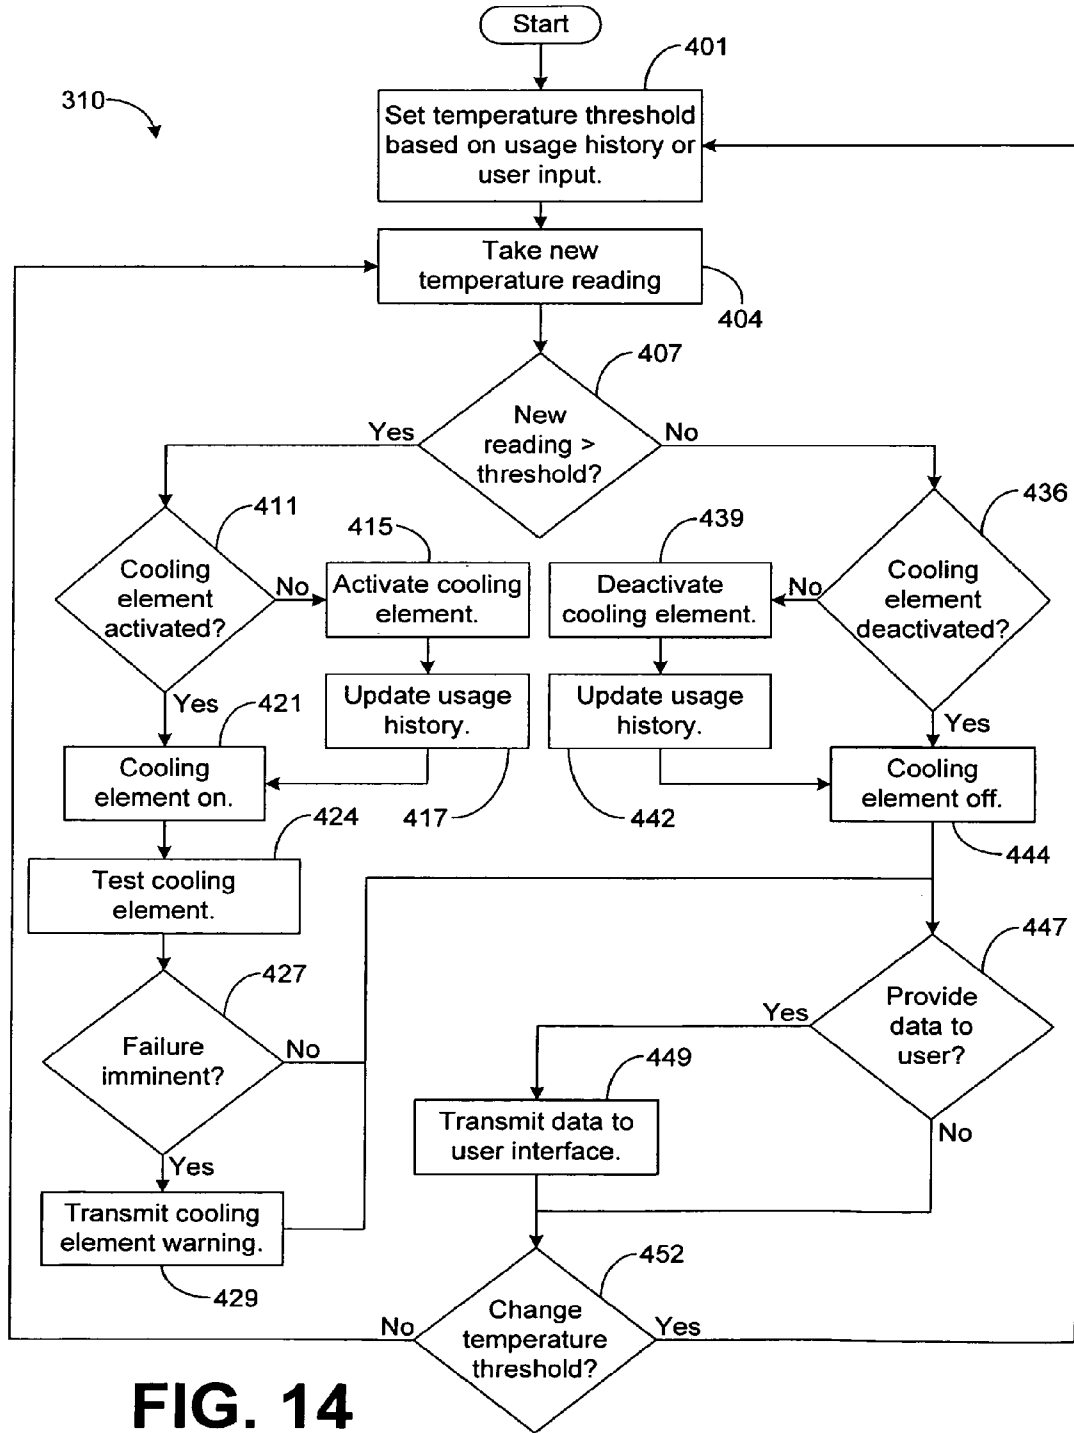 Start
401
310
Set temperature threshold
based on usage history or
user input.
Take new
temperature reading
404
407
New
reading >
threshold?
Yes
No
411
Cooling
element
activated?
No
415
Activate cooling
element.
439
Deactivate
cooling element.
No
436
Cooling
element
deactivated?
Yes
421
Update usage
history.
Update usage
history.
Yes
Cooling
element on.
417
442
Cooling
element off.
424
444
Test cooling
element.
427
Failure
imminent?
No
447
Provide
data to
user?
Yes
449
Transmit data to
user interface.
No
Yes
Transmit cooling
element warning.
429
452
Change
temperature
threshold?
No
Yes
FIG. 14